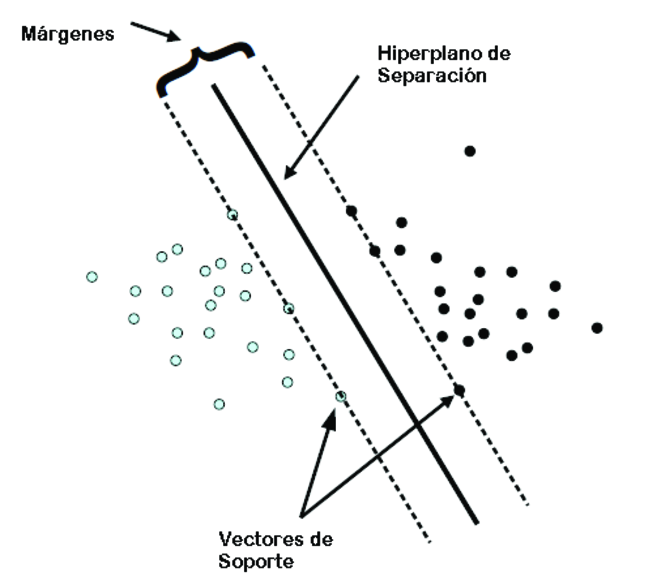 Márgenes
Hiperplano de
Separación
Vectores de
Soporte